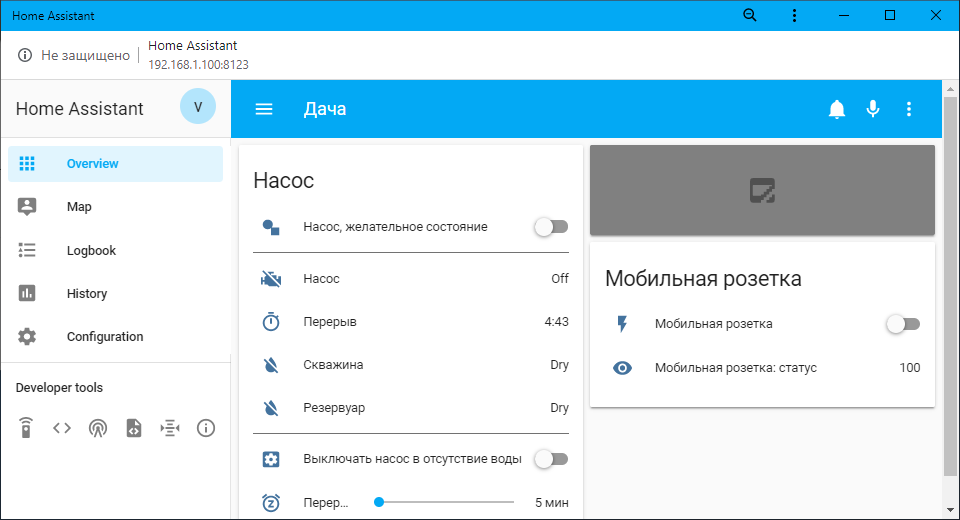 Home Assistant
Не защищено
Home Assistant
192.168.1.100:8123
Home Assistant
V
Overview
Map
Logbook
History
Configuration
Developer tools
Дача
Насос
Насос, желательное состояние
Насос Off
Перерыв 4:43
Скважина Dry
Резервуар Dry
Выключать насос в отсутствие воды
Перер... 5 мин
Мобильная розетка
Мобильная розетка
Мобильная розетка: статус 100